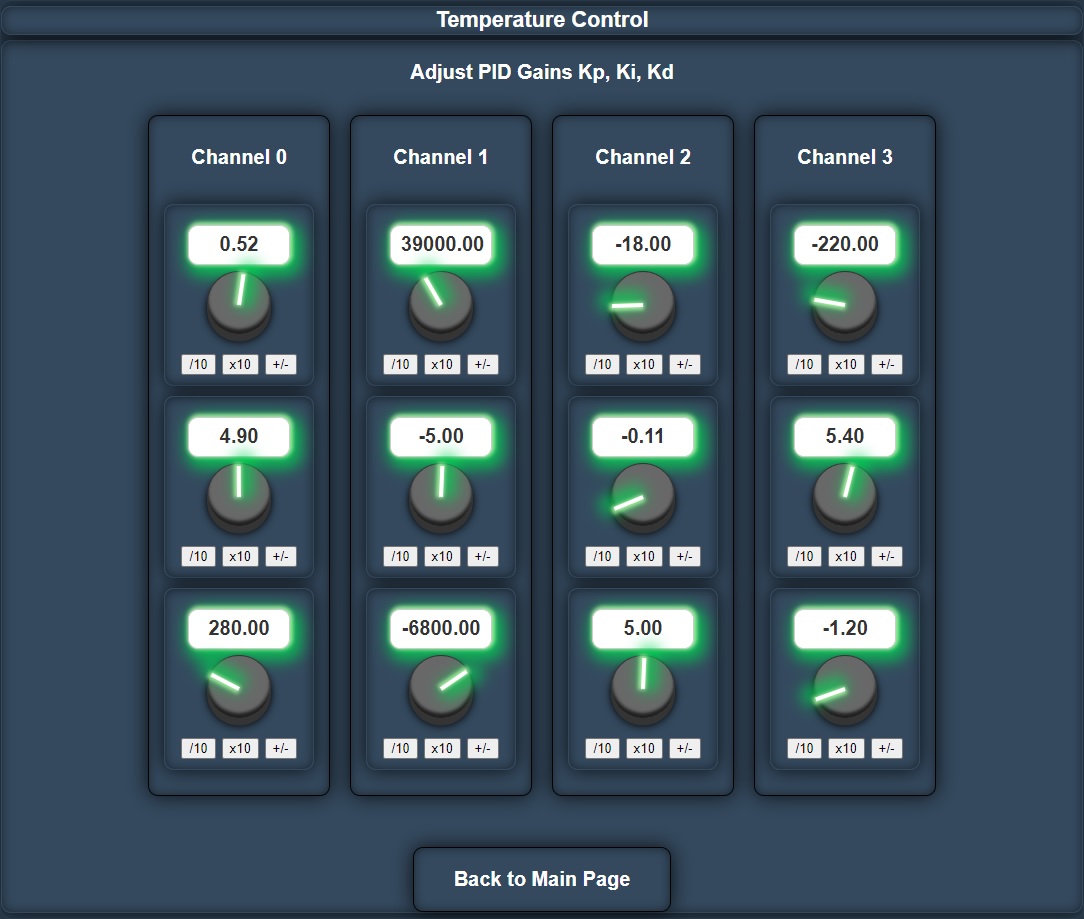 Temperature Control
Adjust PID Gains Kp, Ki, Kd
Channel 0 Channel 1 Channel 2 Channel 3
0.52 39000.00 -18.00 -220.00
/10 x10 +/- /10 x10 +/- /10 x10 +/- /10 x10 +/-
4.90 -5.00 -0.11 5.40
/10 x10 +/- /10 x10 +/- /10 x10 +/- /10 x10 +/-
280.00 -6800.00 5.00 -1.20
/10 x10 +/- /10 x10 +/- /10 x10 +/- /10 x10 +/-
Back to Main Page